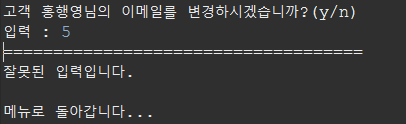 고객 홍행영님의 이메일를 변경하시겠습니까?(y/n)
입력 : 5
====================================
잘못된 입력입니다.
메뉴로 돌아갑니다...